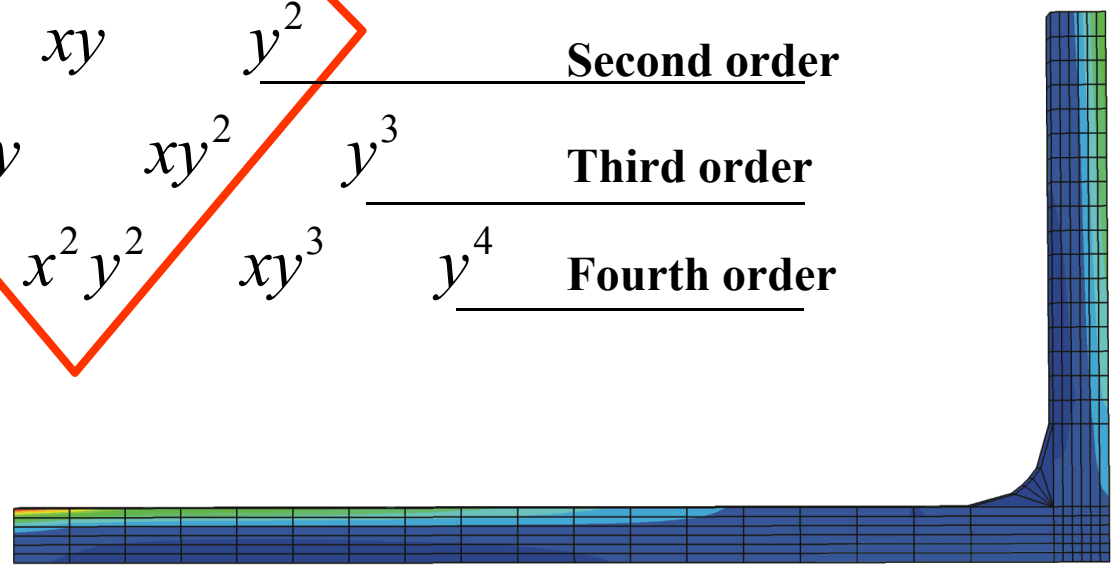 xy y² Second order
y xy² y³ Third order
x²y² xy³ y⁴ Fourth order